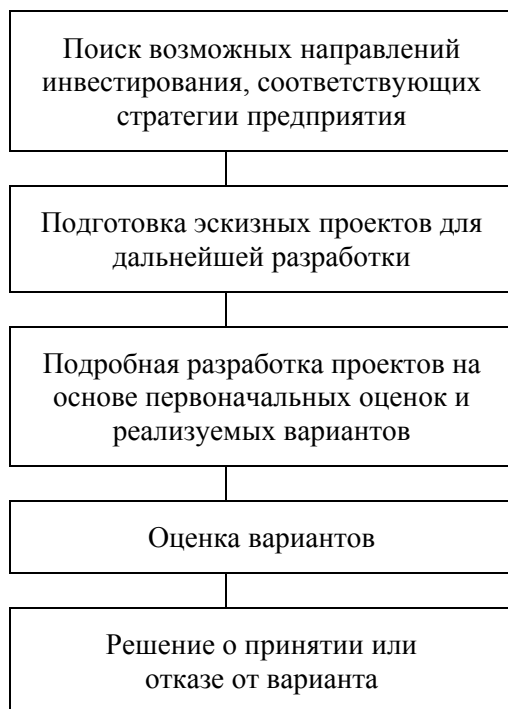 Поиск возможных направлений
инвестирования, соответствующих
стратегии предприятия
Подготовка эскизных проектов для
дальнейшей разработки
Подробная разработка проектов на
основе первоначальных оценок и
реализуемых вариантов
Оценка вариантов
Решение о принятии или
отказе от варианта